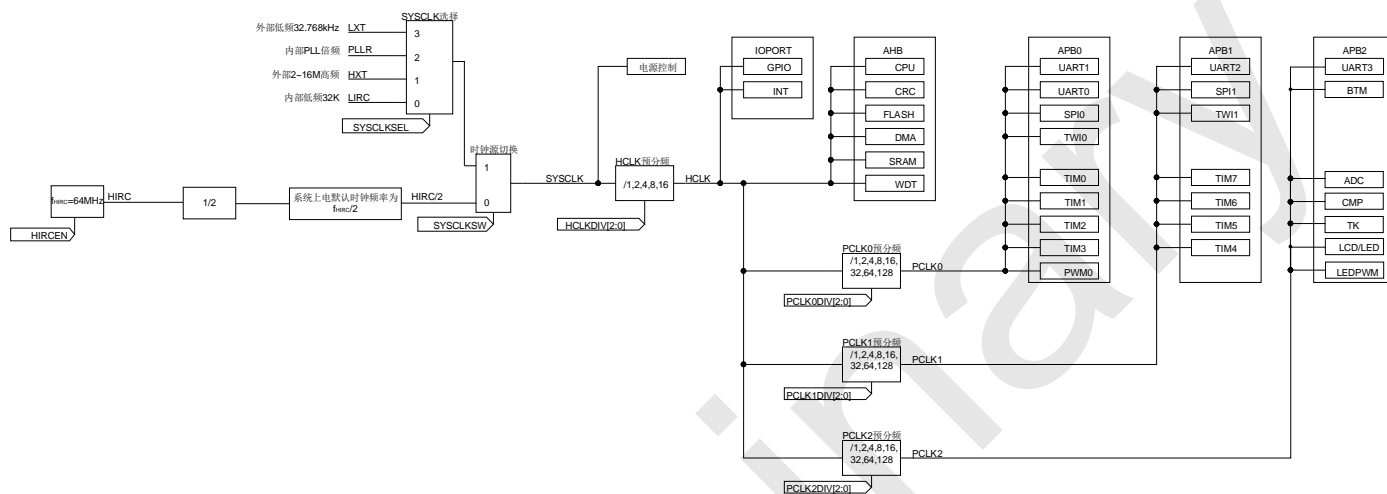 SYSCLK选择
外部低频32.768kHz LXT 3
内部PLL倍频 PLLR 2
外部2~16M高频 HXT 1
内部低频32K LIRC 0
SYSCLKSEL
时钟源切换
1
0
SYSCLKSW
fHIRC=64MHz
HIRC
HIRCEN
1/2
系统上电默认时钟频率为
fHIRC/2
HIRC/2
SYSCLK
电源控制
HCLK预分频
/1,2,4,8,16
HCLKDIV[2:0]
HCLK
IOPORT
GPIO
INT
AHB
CPU
CRC
FLASH
DMA
SRAM
WDT
PCLK0预分频
/1,2,4,8,16,
32,64,128
PCLK0DIV[2:0]
PCLK0
PCLK1预分频
/1,2,4,8,16,
32,64,128
PCLK1DIV[2:0]
PCLK1
PCLK2预分频
/1,2,4,8,16,
32,64,128
PCLK2DIV[2:0]
PCLK2
APB0
UART1
UART0
SPI0
TWI0
TIM0
TIM1
TIM2
TIM3
PWM0
APB1
UART2
SPI1
TWI1
TIM7
TIM6
TIM5
TIM4
APB2
UART3
BTM
ADC
CMP
TK
LCD/LED
LEDPWM
inary